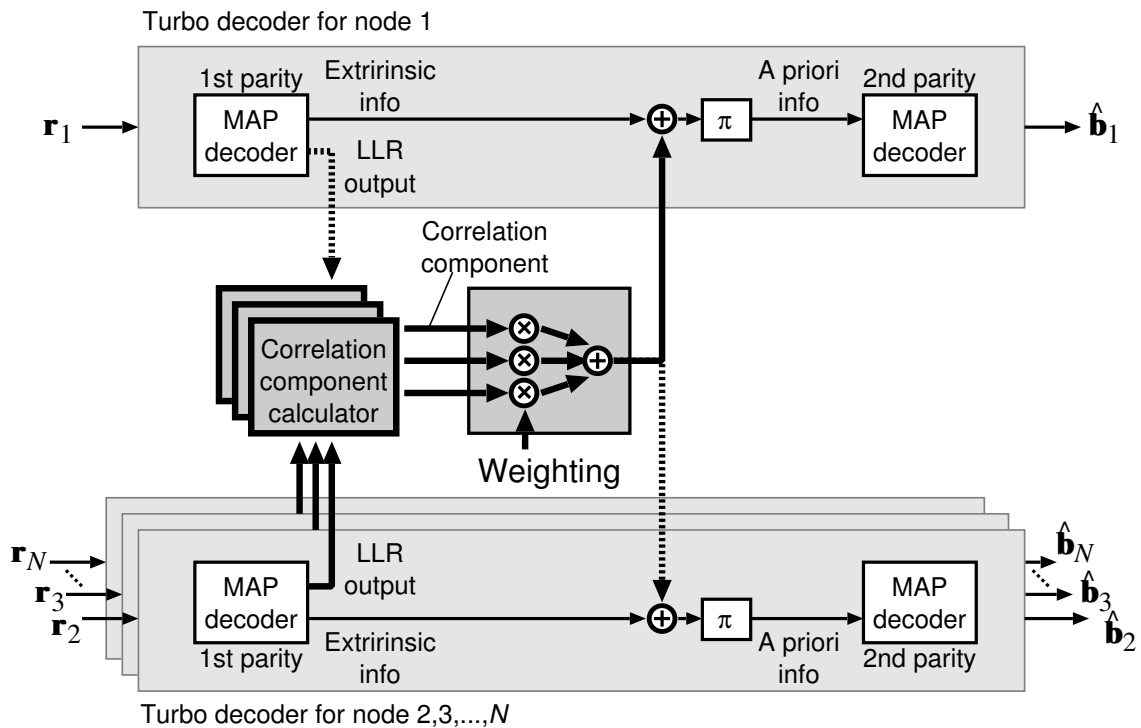 Turbo decoder for node 1
1st parity
Extririnsic
info
A priori
info
2nd parity
r1
MAP
decoder
+
π
MAP
decoder
b̂1
LLR
output
Correlation
component
Correlation
component
calculator
×
×
×
+
Weighting
rN
r3
r2
MAP
decoder
LLR
output
+
π
MAP
decoder
b̂N
b̂3
b̂2
1st parity
Extririnsic
info
A priori
info
2nd parity
Turbo decoder for node 2,3,...,N